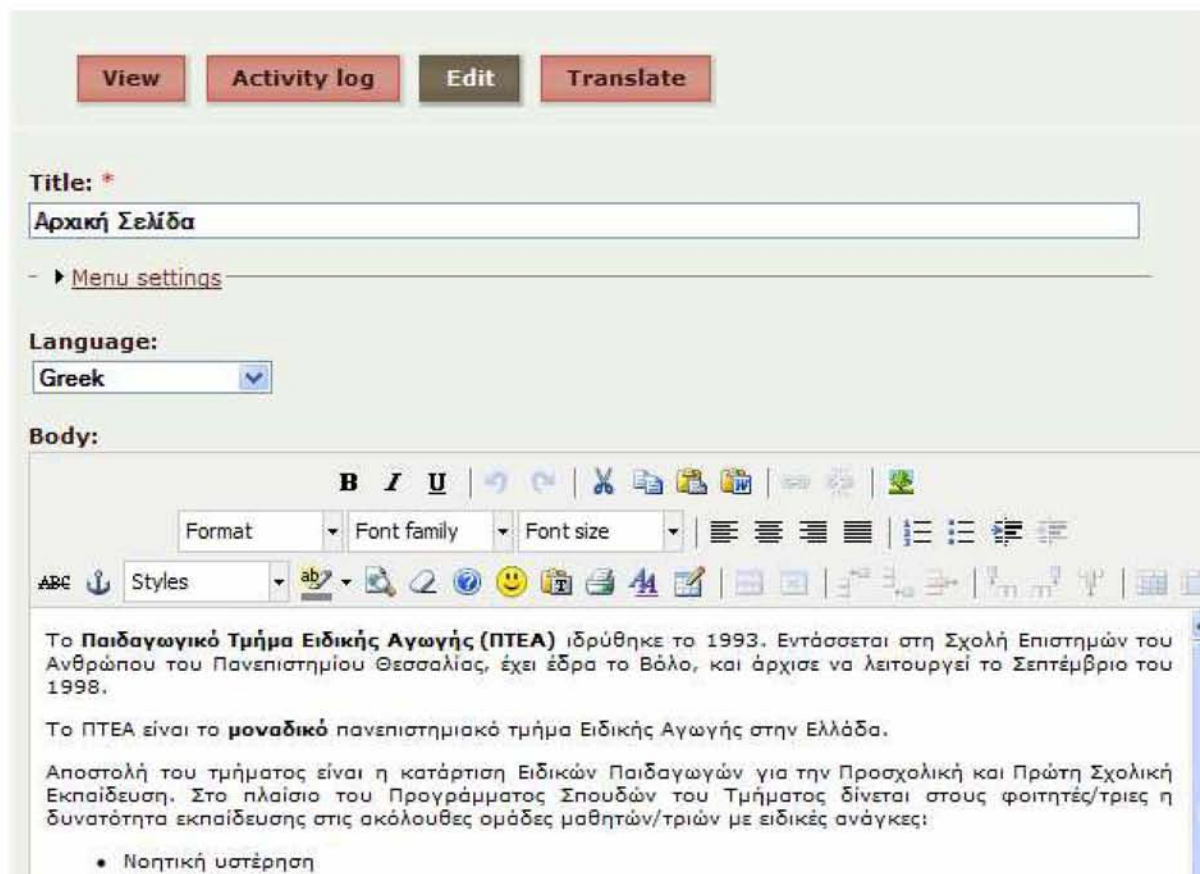 View Activity log Edit Translate
Title: *
Αρχική Σελίδα
Menu settings
Language:
Greek
Body:
B I U
Format Font family Font size
ABC Styles ab
Το Παιδαγωγικό Τμήμα Ειδικής Αγωγής (ΠΤΕΑ) ιδρύθηκε το 1993. Εντάσσεται στη Σχολή Επιστημών του
Ανθρώπου του Πανεπιστημίου Θεσσαλίας, έχει έδρα το Βόλο, και άρχισε να λειτουργεί το Σεπτέμβριο του
1998.
Το ΠΤΕΑ είναι το μοναδικό πανεπιστημιακό τμήμα Ειδικής Αγωγής στην Ελλάδα.
Αποστολή του τμήματος είναι η κατάρτιση Ειδικών Παιδαγωγών για την Προσχολική και Πρώτη Σχολική
Εκπαίδευση. Στο πλαίσιο του Προγράμματος Σπουδών του Τμήματος δίνεται στους φοιτητές/τριες η
δυνατότητα εκπαίδευσης στις ακόλουθες ομάδες μαθητών/τριών με ειδικές ανάγκες:
• Νοητική υστέρηση